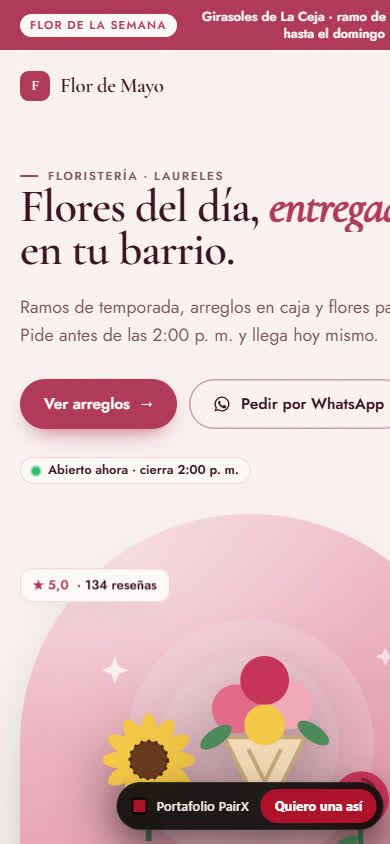 FLOR DE LA SEMANA
Girasoles de La Ceja · ramo de
hasta el domingo
F
Flor de Mayo
FLORISTERÍA · LAURELES
Flores del día,
en tu barrio.
Ramos de temporada, arreglos en caja y flores
Pide antes de las 2:00 p. m. y llega hoy mismo.
Ver arreglos →
Pedir por WhatsApp
Abierto ahora · cierra 2:00 p. m.
★ 5,0 · 134 reseñas
Portafolio PairX
Quiero una así